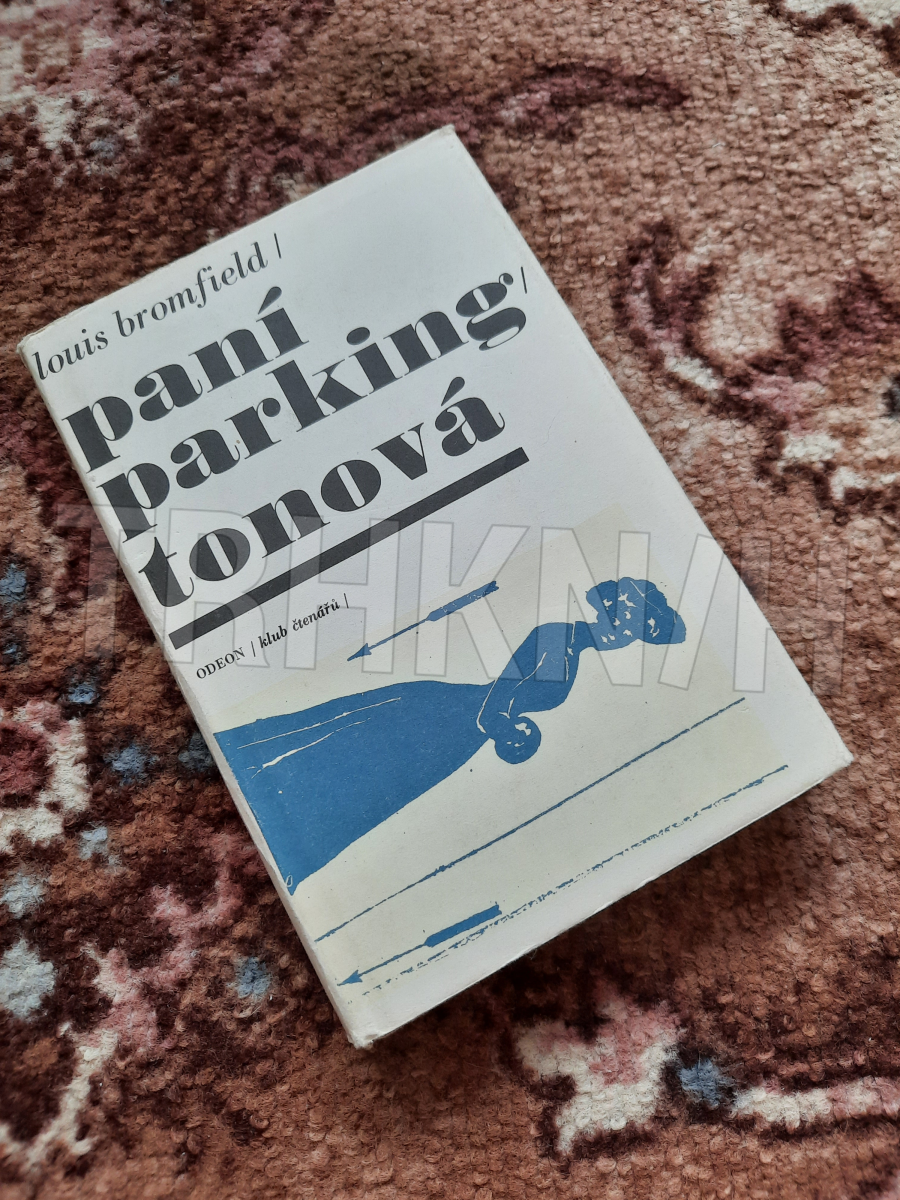 louis bromfield /
paní
parking /
tonová
ODEON / klub čtenářů /
TRHKNIH